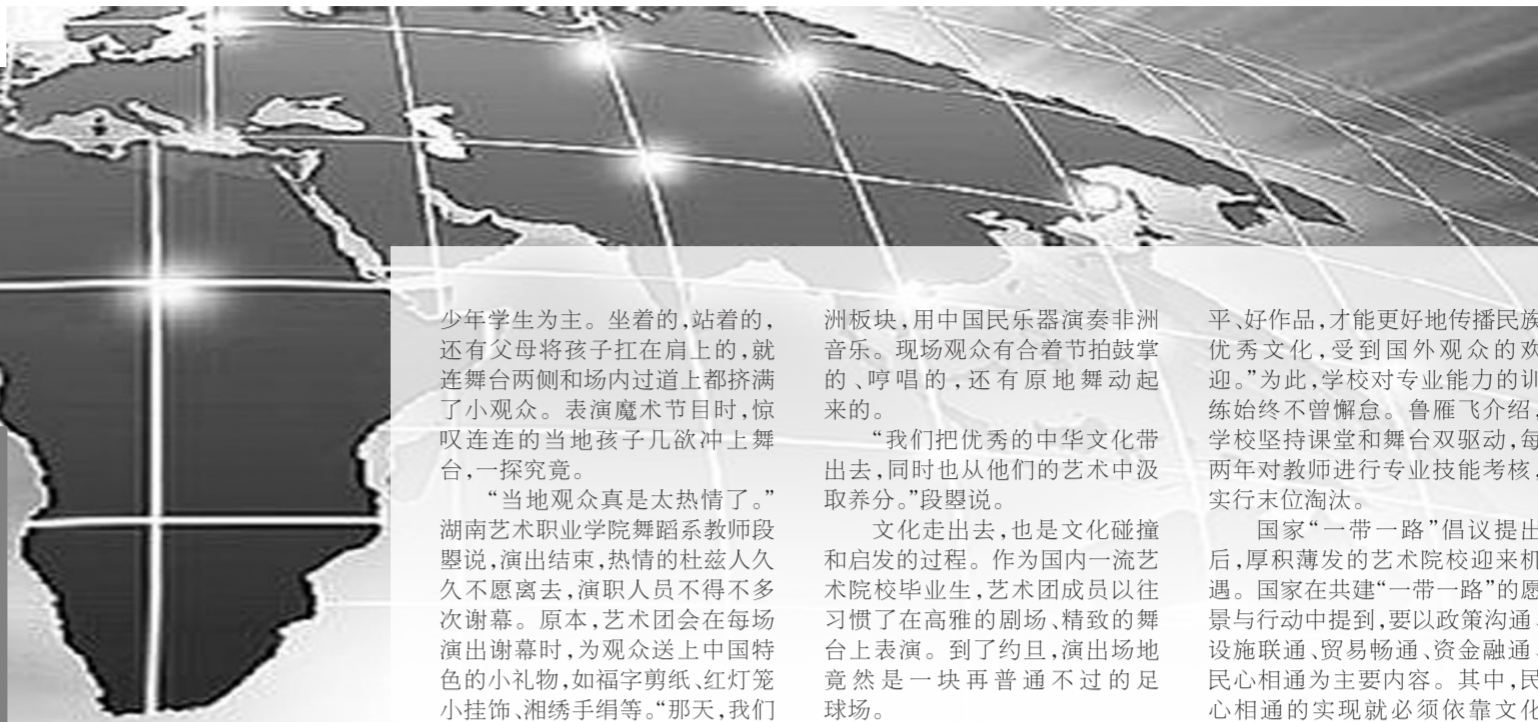 少年学生为主。坐着的,站着的,
还有父母将孩子扛在肩上的,就
连舞台两侧和场内过道上都挤满
了小观众。表演魔术节目时,惊
叹连连的当地孩子几欲冲上舞
台,一探究竟。
“当地观众真是太热情了。”
湖南艺术职业学院舞蹈系教师段
曌说,演出结束,热情的杜兹人久
久不愿离去,演职人员不得不多
次谢幕。原本,艺术团会在每场
演出谢幕时,为观众送上中国特
色的小礼物,如福字剪纸、红灯笼
小挂饰、湘绣手绢等。“那天,我们
洲板块,用中国民乐器演奏非洲
音乐。现场观众有合着节拍鼓掌
的、哼唱的,还有原地舞动起
来的。
“我们把优秀的中华文化带
出去,同时也从他们的艺术中汲
取养分。”段曌说。
文化走出去,也是文化碰撞
和启发的过程。作为国内一流艺
术院校毕业生,艺术团成员以往
习惯了在高雅的剧场、精致的舞
台上表演。到了约旦,演出场地
竟然是一块再普通不过的足
球场。
平、好作品,才能更好地传播民族
优秀文化,受到国外观众的欢
迎。”为此,学校对专业能力的训
练始终不曾懈怠。鲁雁飞介绍,
学校坚持课堂和舞台双驱动,每
两年对教师进行专业技能考核,
实行末位淘汰。
国家“一带一路”倡议提出
后,厚积薄发的艺术院校迎来机
遇。国家在共建“一带一路”的愿
景与行动中提到,要以政策沟通、
设施联通、贸易畅通、资金融通、
民心相通为主要内容。其中,民
心相通的实现就必须依靠文化